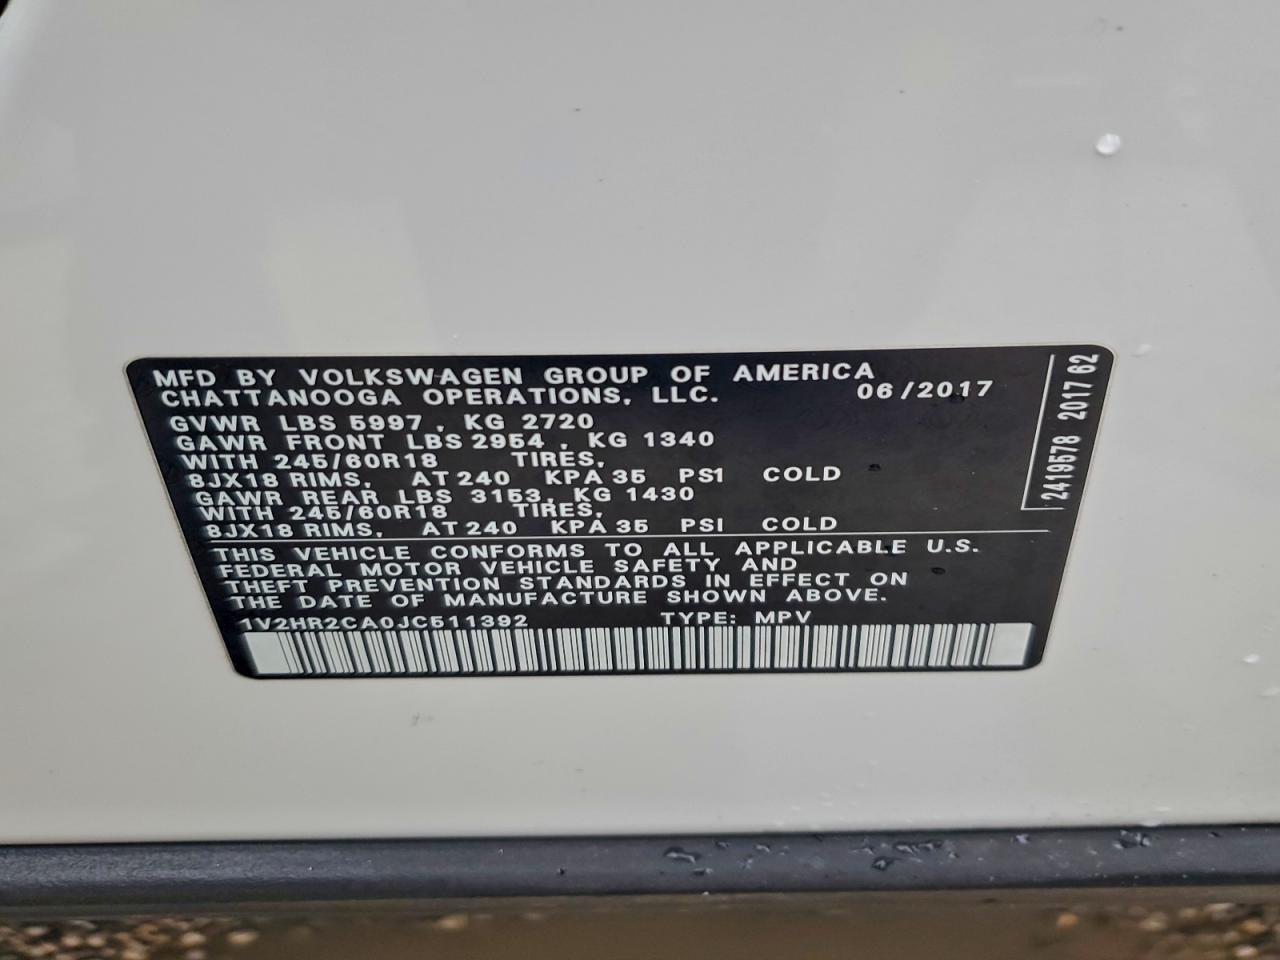 MFD BY VOLKSWAGEN GROUP OF AMERICA
CHATTANOOGA OPERATIONS, LLC. 06/2017
GVWR LBS 5997 , KG 2720
GAWR FRONT LBS 2954 , KG 1340
WITH 245/60R18 TIRES,
8JX18 RIMS, AT 240 KPA 35 PSI COLD
GAWR REAR LBS 3153, KG 1430
WITH 245/60R18 TIRES,
8JX18 RIMS, AT 240 KPA 35 PSI COLD
THIS VEHICLE CONFORMS TO ALL APPLICABLE U.S.
FEDERAL MOTOR VEHICLE SAFETY AND
THEFT PREVENTION STANDARDS IN EFFECT ON
THE DATE OF MANUFACTURE SHOWN ABOVE.
1V2HR2CA0JC511392 TYPE: MPV
2419578 2017 62